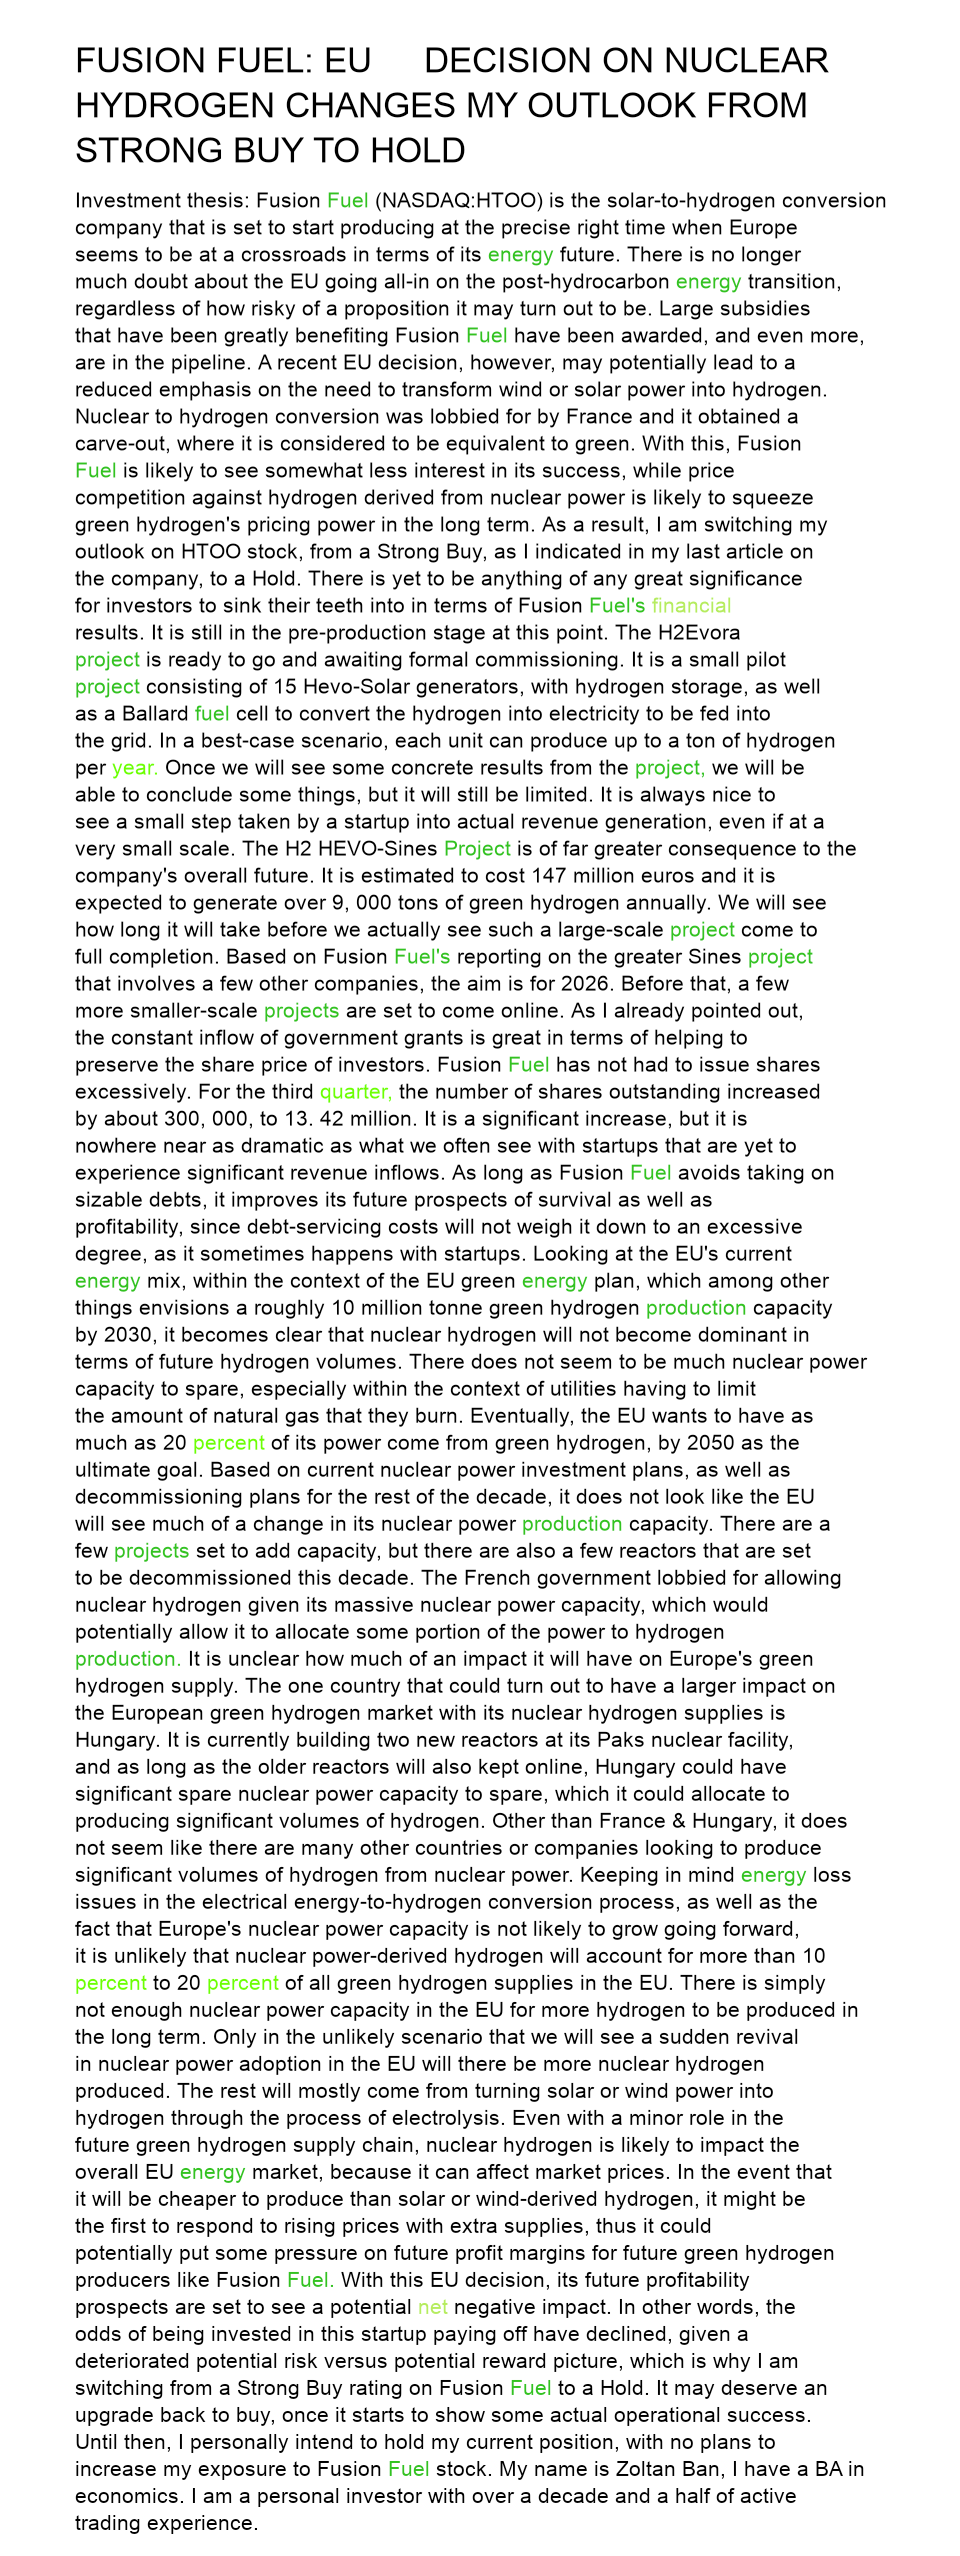 FUSION FUEL: EU DECISION ON NUCLEAR
HYDROGEN CHANGES MY OUTLOOK FROM
STRONG BUY TO HOLD
Investment thesis: Fusion Fuel (NASDAQ:HTOO) is the solar-to-hydrogen conversion
company that is set to start producing at the precise right time when Europe
seems to be at a crossroads in terms of its energy future. There is no longer
much doubt about the EU going all-in on the post-hydrocarbon energy transition,
regardless of how risky of a proposition it may turn out to be. Large subsidies
that have been greatly benefiting Fusion Fuel have been awarded, and even more,
are in the pipeline. A recent EU decision, however, may potentially lead to a
reduced emphasis on the need to transform wind or solar power into hydrogen.
Nuclear to hydrogen conversion was lobbied for by France and it obtained a
carve-out, where it is considered to be equivalent to green. With this, Fusion
Fuel is likely to see somewhat less interest in its success, while price
competition against hydrogen derived from nuclear power is likely to squeeze
green hydrogen's pricing power in the long term. As a result, I am switching my
outlook on HTOO stock, from a Strong Buy, as I indicated in my last article on
the company, to a Hold. There is yet to be anything of any great significance
for investors to sink their teeth into in terms of Fusion Fuel's financial
results. It is still in the pre-production stage at this point. The H2Evora
project is ready to go and awaiting formal commissioning. It is a small pilot
project consisting of 15 Hevo-Solar generators, with hydrogen storage, as well
as a Ballard fuel cell to convert the hydrogen into electricity to be fed into
the grid. In a best-case scenario, each unit can produce up to a ton of hydrogen
per year. Once we will see some concrete results from the project, we will be
able to conclude some things, but it will still be limited. It is always nice to
see a small step taken by a startup into actual revenue generation, even if at a
very small scale. The H2 HEVO-Sines Project is of far greater consequence to the
company's overall future. It is estimated to cost 147 million euros and it is
expected to generate over 9, 000 tons of green hydrogen annually. We will see
how long it will take before we actually see such a large-scale project come to
full completion. Based on Fusion Fuel's reporting on the greater Sines project
that involves a few other companies, the aim is for 2026. Before that, a few
more smaller-scale projects are set to come online. As I already pointed out,
the constant inflow of government grants is great in terms of helping to
preserve the share price of investors. Fusion Fuel has not had to issue shares
excessively. For the third quarter, the number of shares outstanding increased
by about 300, 000, to 13. 42 million. It is a significant increase, but it is
nowhere near as dramatic as what we often see with startups that are yet to
experience significant revenue inflows. As long as Fusion Fuel avoids taking on
sizable debts, it improves its future prospects of survival as well as
profitability, since debt-servicing costs will not weigh it down to an excessive
degree, as it sometimes happens with startups. Looking at the EU's current
energy mix, within the context of the EU green energy plan, which among other
things envisions a roughly 10 million tonne green hydrogen production capacity
by 2030, it becomes clear that nuclear hydrogen will not become dominant in
terms of future hydrogen volumes. There does not seem to be much nuclear power
capacity to spare, especially within the context of utilities having to limit
the amount of natural gas that they burn. Eventually, the EU wants to have as
much as 20 percent of its power come from green hydrogen, by 2050 as the
ultimate goal. Based on current nuclear power investment plans, as well as
decommissioning plans for the rest of the decade, it does not look like the EU
will see much of a change in its nuclear power production capacity. There are a
few projects set to add capacity, but there are also a few reactors that are set
to be decommissioned this decade. The French government lobbied for allowing
nuclear hydrogen given its massive nuclear power capacity, which would
potentially allow it to allocate some portion of the power to hydrogen
production. It is unclear how much of an impact it will have on Europe's green
hydrogen supply. The one country that could turn out to have a larger impact on
the European green hydrogen market with its nuclear hydrogen supplies is
Hungary. It is currently building two new reactors at its Paks nuclear facility,
and as long as the older reactors will also kept online, Hungary could have
significant spare nuclear power capacity to spare, which it could allocate to
producing significant volumes of hydrogen. Other than France & Hungary, it does
not seem like there are many other countries or companies looking to produce
significant volumes of hydrogen from nuclear power. Keeping in mind energy loss
issues in the electrical energy-to-hydrogen conversion process, as well as the
fact that Europe's nuclear power capacity is not likely to grow going forward,
it is unlikely that nuclear power-derived hydrogen will account for more than 10
percent to 20 percent of all green hydrogen supplies in the EU. There is simply
not enough nuclear power capacity in the EU for more hydrogen to be produced in
the long term. Only in the unlikely scenario that we will see a sudden revival
in nuclear power adoption in the EU will there be more nuclear hydrogen
produced. The rest will mostly come from turning solar or wind power into
hydrogen through the process of electrolysis. Even with a minor role in the
future green hydrogen supply chain, nuclear hydrogen is likely to impact the
overall EU energy market, because it can affect market prices. In the event that
it will be cheaper to produce than solar or wind-derived hydrogen, it might be
the first to respond to rising prices with extra supplies, thus it could
potentially put some pressure on future profit margins for future green hydrogen
producers like Fusion Fuel. With this EU decision, its future profitability
prospects are set to see a potential net negative impact. In other words, the
odds of being invested in this startup paying off have declined, given a
deteriorated potential risk versus potential reward picture, which is why I am
switching from a Strong Buy rating on Fusion Fuel to a Hold. It may deserve an
upgrade back to buy, once it starts to show some actual operational success.
Until then, I personally intend to hold my current position, with no plans to
increase my exposure to Fusion Fuel stock. My name is Zoltan Ban, I have a BA in
economics. I am a personal investor with over a decade and a half of active
trading experience.